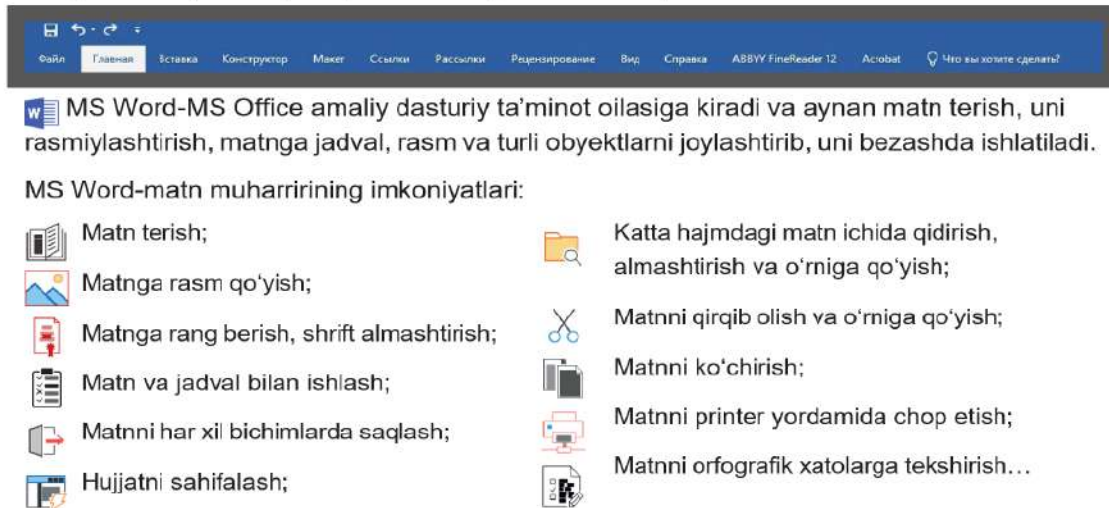 Файл Главная Вставка Конструктор Макет Ссылки Рассылки Рецензирование Вид Справка ABBYY FineReader 12 Acrobat Что вы хотите сделать?
MS Word-MS Office amaliy dasturiy ta’minot oilasiga kiradi va aynan matn terish, uni
rasmiylashtirish, matnga jadval, rasm va turli obyektlarni joylashtirib, uni bezashda ishlatiladi.
MS Word-matn muharririning imkoniyatlari:
Matn terish;
Matnga rasm qo‘yish;
Matnga rang berish, shrift almashtirish;
Matn va jadval bilan ishlash;
Matnni har xil bichimlarda saqlash;
Hujjatni sahifalash;
Katta hajmdagi matn ichida qidirish,
almashtirish va o‘rniga qo‘yish;
Matnni qirqib olish va o‘rniga qo‘yish;
Matnni ko‘chirish;
Matnni printer yordamida chop etish;
Matnni orfografik xatolarga tekshirish…